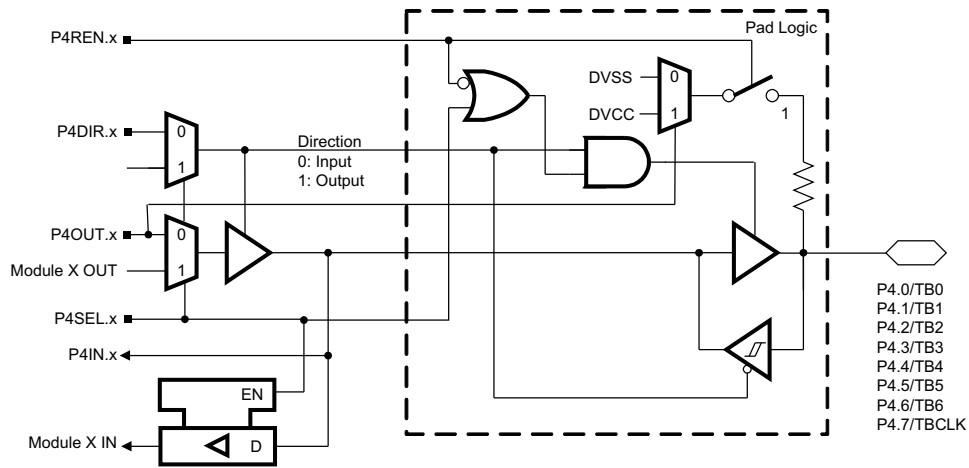 P4REN.x
Pad Logic
DVSS
0
DVCC
1
1
P4DIR.x
0
1
Direction
0: Input
1: Output
P4OUT.x
0
Module X OUT
1
P4SEL.x
P4IN.x
EN
Module X IN
D
P4.0/TB0
P4.1/TB1
P4.2/TB2
P4.3/TB3
P4.4/TB4
P4.5/TB5
P4.6/TB6
P4.7/TBCLK